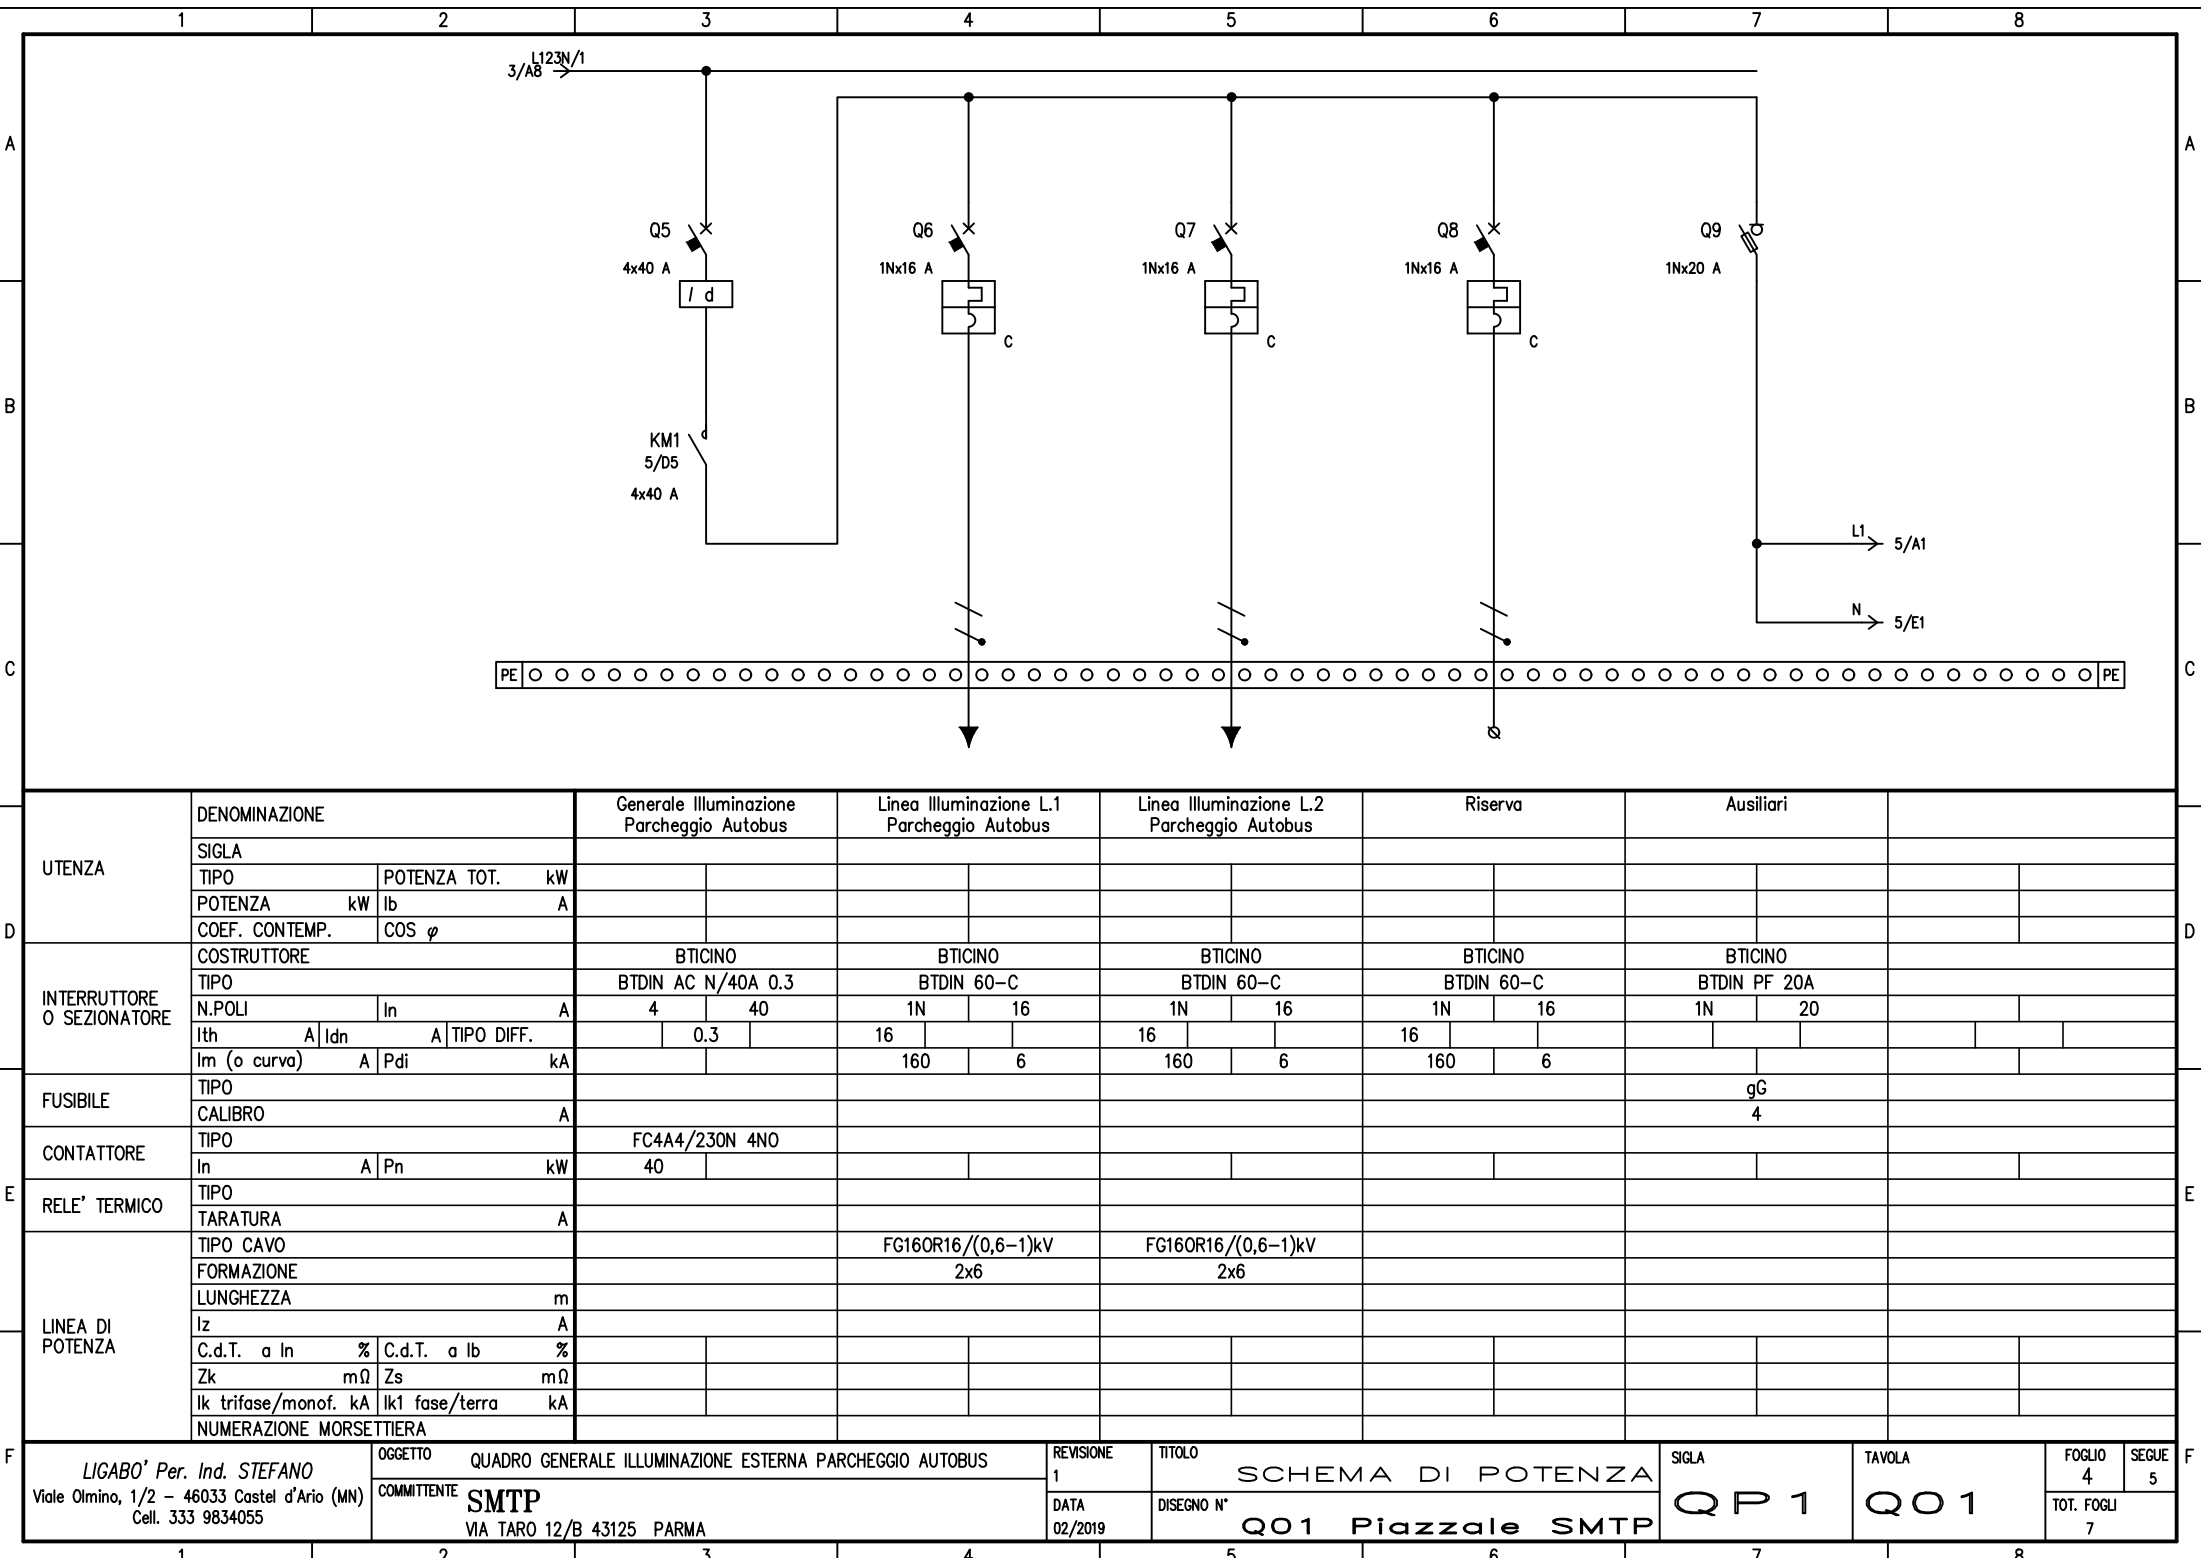 1 2 3 4 5 6 7 8
L123N/1
3/A8
A A
Q5 Q6 Q7 Q8 Q9
4x40 A 1Nx16 A 1Nx16 A 1Nx16 A 1Nx20 A
I d
C C C
B B
KM1
5/D5
4x40 A
L1 5/A1
N 5/E1
C C
PE PE
UTENZA
DENOMINAZIONE
Generale Illuminazione
Parcheggio Autobus
Linea Illuminazione L.1
Parcheggio Autobus
Linea Illuminazione L.2
Parcheggio Autobus
Riserva
Ausiliari
SIGLA
TIPO POTENZA TOT. kW
POTENZA kW Ib A
COEF. CONTEMP. COS φ
D D
INTERRUTTORE
O SEZIONATORE
COSTRUTTORE BTICINO BTICINO BTICINO BTICINO BTICINO
TIPO BTDIN AC N/40A 0.3 BTDIN 60-C BTDIN 60-C BTDIN 60-C BTDIN PF 20A
N.POLI In A 4 40 1N 16 1N 16 1N 16 1N 20
Ith A Idn A TIPO DIFF. 0.3 16 16 16
Im (o curva) A Pdi kA 160 6 160 6 160 6
FUSIBILE
TIPO gG
CALIBRO A 4
CONTATTORE
TIPO FC4A4/230N 4NO
In A Pn kW 40
E E
RELE' TERMICO
TIPO
TARATURA A
LINEA DI
POTENZA
TIPO CAVO FG16OR16/(0,6-1)kV FG16OR16/(0,6-1)kV
FORMAZIONE 2x6 2x6
LUNGHEZZA m
Iz A
C.d.T. a In % C.d.T. a Ib %
Zk mΩ Zs mΩ
Ik trifase/monof. kA Ik1 fase/terra kA
NUMERAZIONE MORSETTIERA
F F
LIGABO' Per. Ind. STEFANO
Viale Olmino, 1/2 - 46033 Castel d'Ario (MN)
Cell. 333 9834055
OGGETTO QUADRO GENERALE ILLUMINAZIONE ESTERNA PARCHEGGIO AUTOBUS
COMMITTENTE SMTP
VIA TARO 12/B 43125 PARMA
REVISIONE
1
DATA
02/2019
TITOLO
SCHEMA DI POTENZA
DISEGNO N°
Q01 Piazzale SMTP
SIGLA
QP1
TAVOLA
Q01
FOGLIO
4
SEGUE
5
TOT. FOGLI
7
1 2 3 4 5 6 7 8